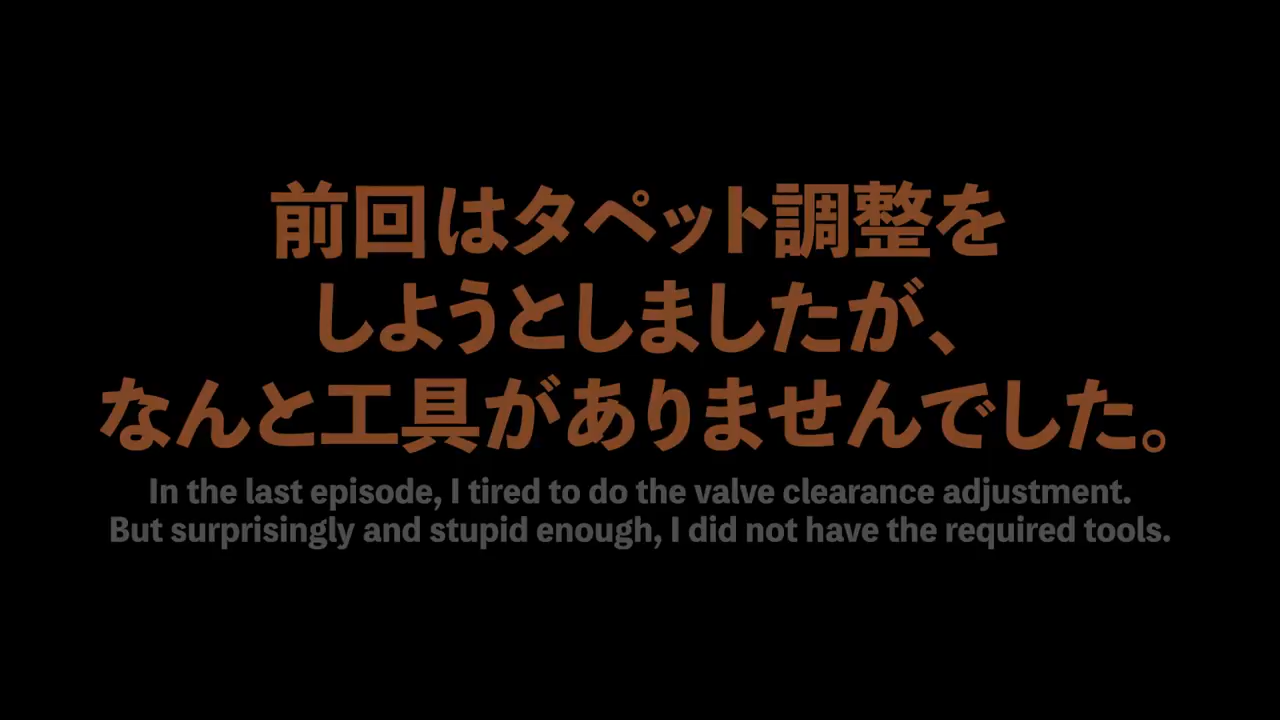 前回はタペット調整を
しようとしましたが、
なんと工具がありませんでした。
In the last episode, I tired to do the valve clearance adjustment.
But surprisingly and stupid enough, I did not have the required tools.